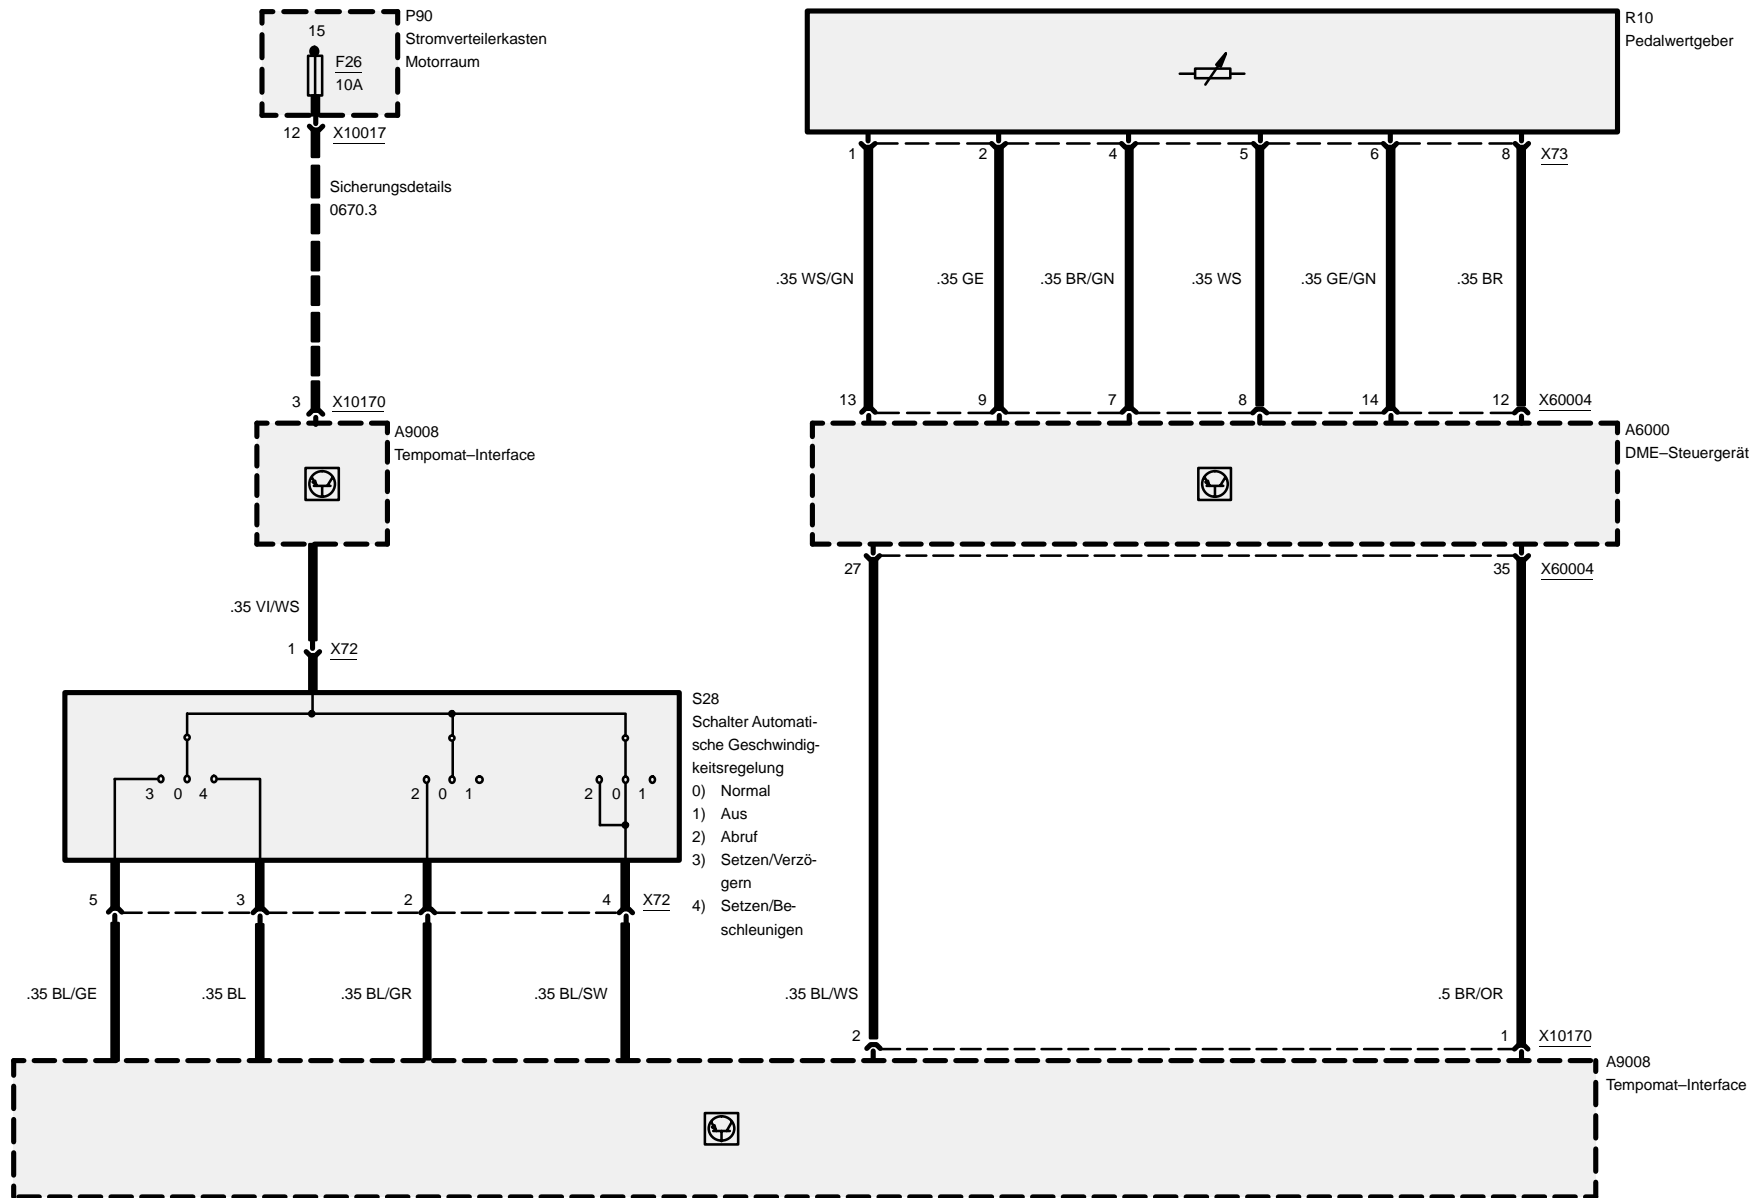 P90
Stromverteilerkasten
Motorraum
15
F26
10A
12 X10017
Sicherungsdetails
0670.3
3 X10170
A9008
Tempomat–Interface
.35 VI/WS
1 X72
S28
Schalter Automati-
sche Geschwindig-
keitsregelung
0) Normal
1) Aus
2) Abruf
3) Setzen/Verzö-
gern
4) Setzen/Be-
schleunigen
3 0 4
2 0 1
2 0 1
5 3 2 4 X72
.35 BL/GE
.35 BL
.35 BL/GR
.35 BL/SW
R10
Pedalwertgeber
1 2 4 5 6 8 X73
.35 WS/GN
.35 GE
.35 BR/GN
.35 WS
.35 GE/GN
.35 BR
13 9 7 8 14 12 X60004
A6000
DME–Steuergerät
27 35 X60004
.35 BL/WS
.5 BR/OR
2 1 X10170
A9008
Tempomat–Interface